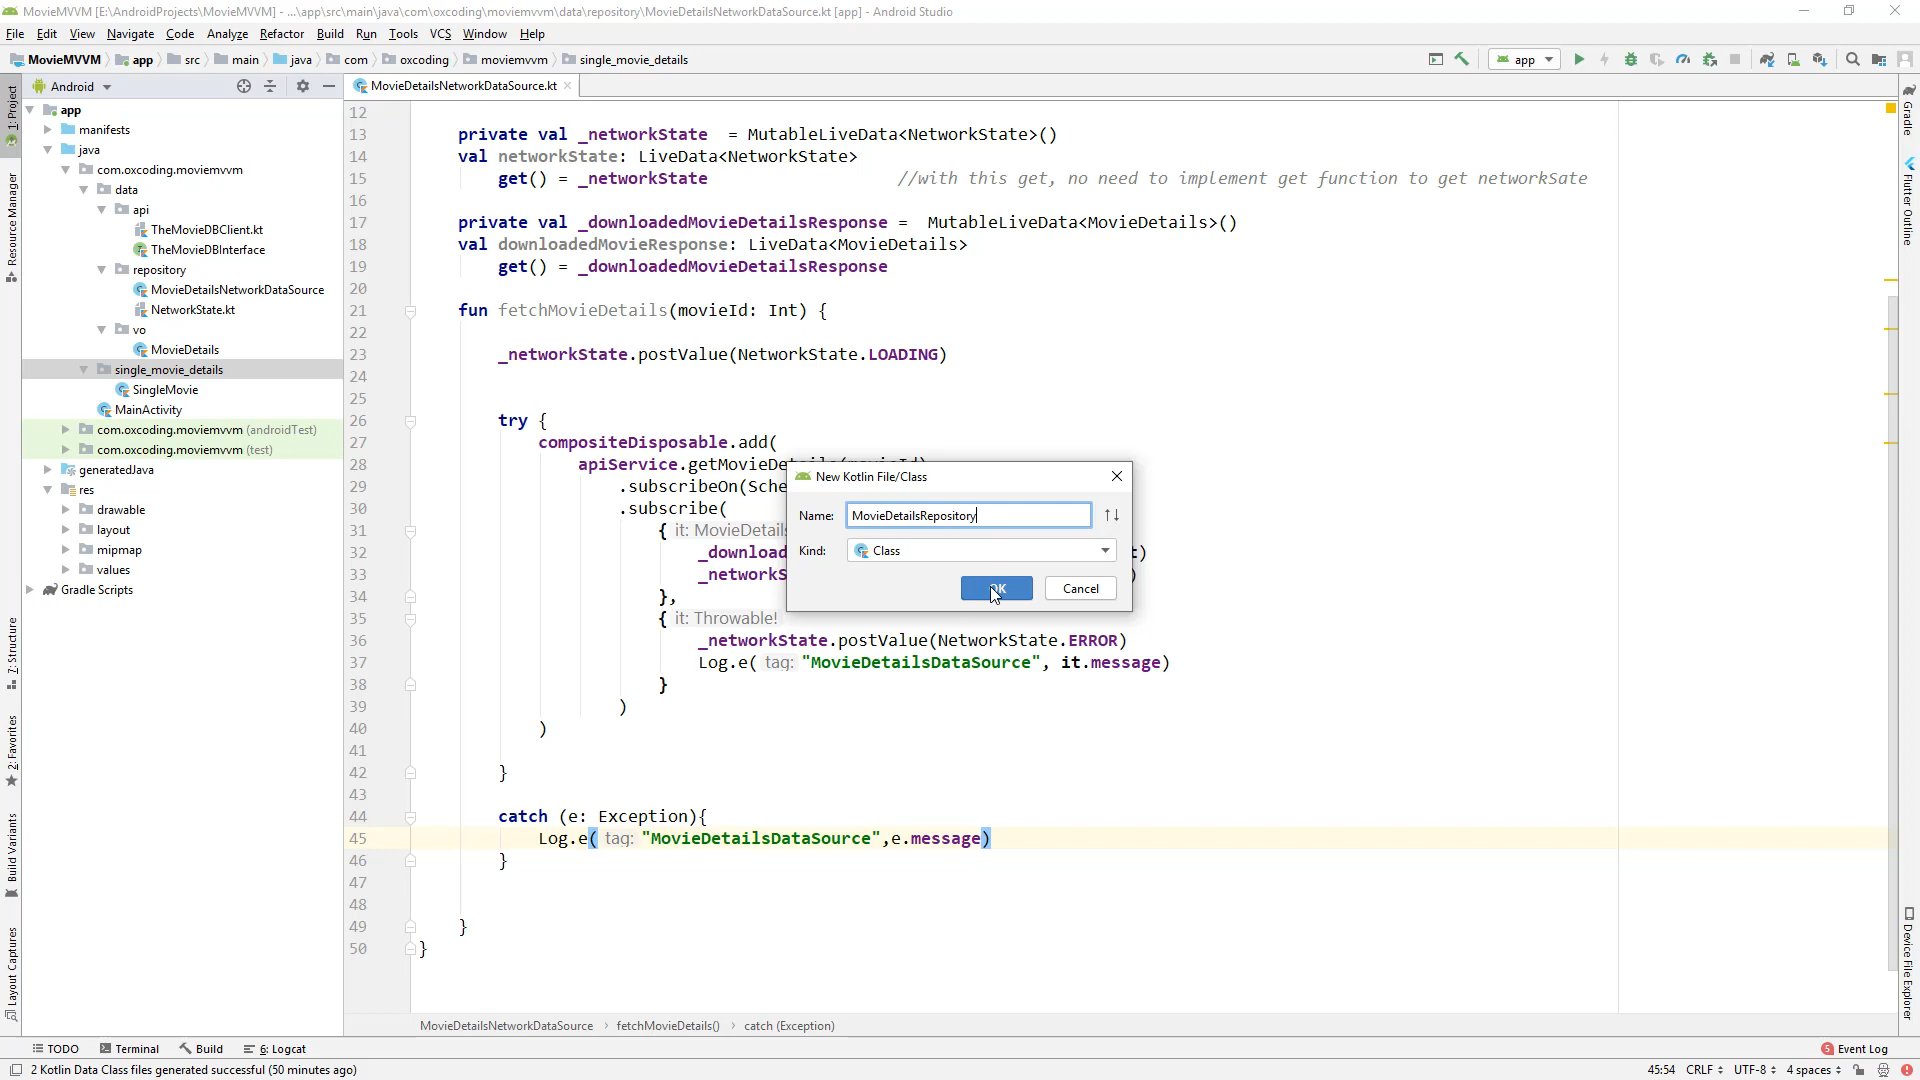 MovieMVVM [E:\AndroidProjects\MovieMVVM] - ...\app\src\main\java\com\oxcoding\moviemvvm\data\repository\MovieDetailsNetworkDataSource.kt [app] - Android Studio
File Edit View Navigate Code Analyze Refactor Build Run Tools VCS Window Help
MovieMVVM app src main java com oxcoding moviemvvm single_movie_details app
Android MovieDetailsNetworkDataSource.kt
1: Project
Resource Manager
7: Structure
2: Favorites
Build Variants
Layout Captures
app
manifests
java
com.oxcoding.moviemvvm
data
api
TheMovieDBClient.kt
TheMovieDBInterface
repository
MovieDetailsNetworkDataSource
NetworkState.kt
vo
MovieDetails
single_movie_details
SingleMovie
MainActivity
com.oxcoding.moviemvvm (androidTest)
com.oxcoding.moviemvvm (test)
generatedJava
res
drawable
layout
mipmap
values
Gradle Scripts
12
13 private val _networkState = MutableLiveData<NetworkState>()
14 val networkState: LiveData<NetworkState>
15 get() = _networkState //with this get, no need to implement get function to get networkSate
16
17 private val _downloadedMovieDetailsResponse = MutableLiveData<MovieDetails>()
18 val downloadedMovieResponse: LiveData<MovieDetails>
19 get() = _downloadedMovieDetailsResponse
20
21 fun fetchMovieDetails(movieId: Int) {
22
23 _networkState.postValue(NetworkState.LOADING)
24
25
26 try {
27 compositeDisposable.add(
28 apiService.getMovieDe
29 .subscribeOn(Sche
30 .subscribe(
31 { it: MovieDetails
32 _download t)
33 _networkS )
34 },
35 { it: Throwable!
36 _networkState.postValue(NetworkState.ERROR)
37 Log.e( tag: "MovieDetailsDataSource", it.message)
38 }
39 )
40 )
41
42 }
43
44 catch (e: Exception){
45 Log.e( tag: "MovieDetailsDataSource",e.message)
46 }
47
48
49 }
50 }
New Kotlin File/Class
Name: MovieDetailsRepository
Kind: Class
OK Cancel
Gradle
Flutter Outline
Device File Explorer
MovieDetailsNetworkDataSource fetchMovieDetails() catch (Exception)
TODO Terminal Build 6: Logcat 5 Event Log
2 Kotlin Data Class files generated successful (50 minutes ago) 45:54 CRLF UTF-8 4 spaces